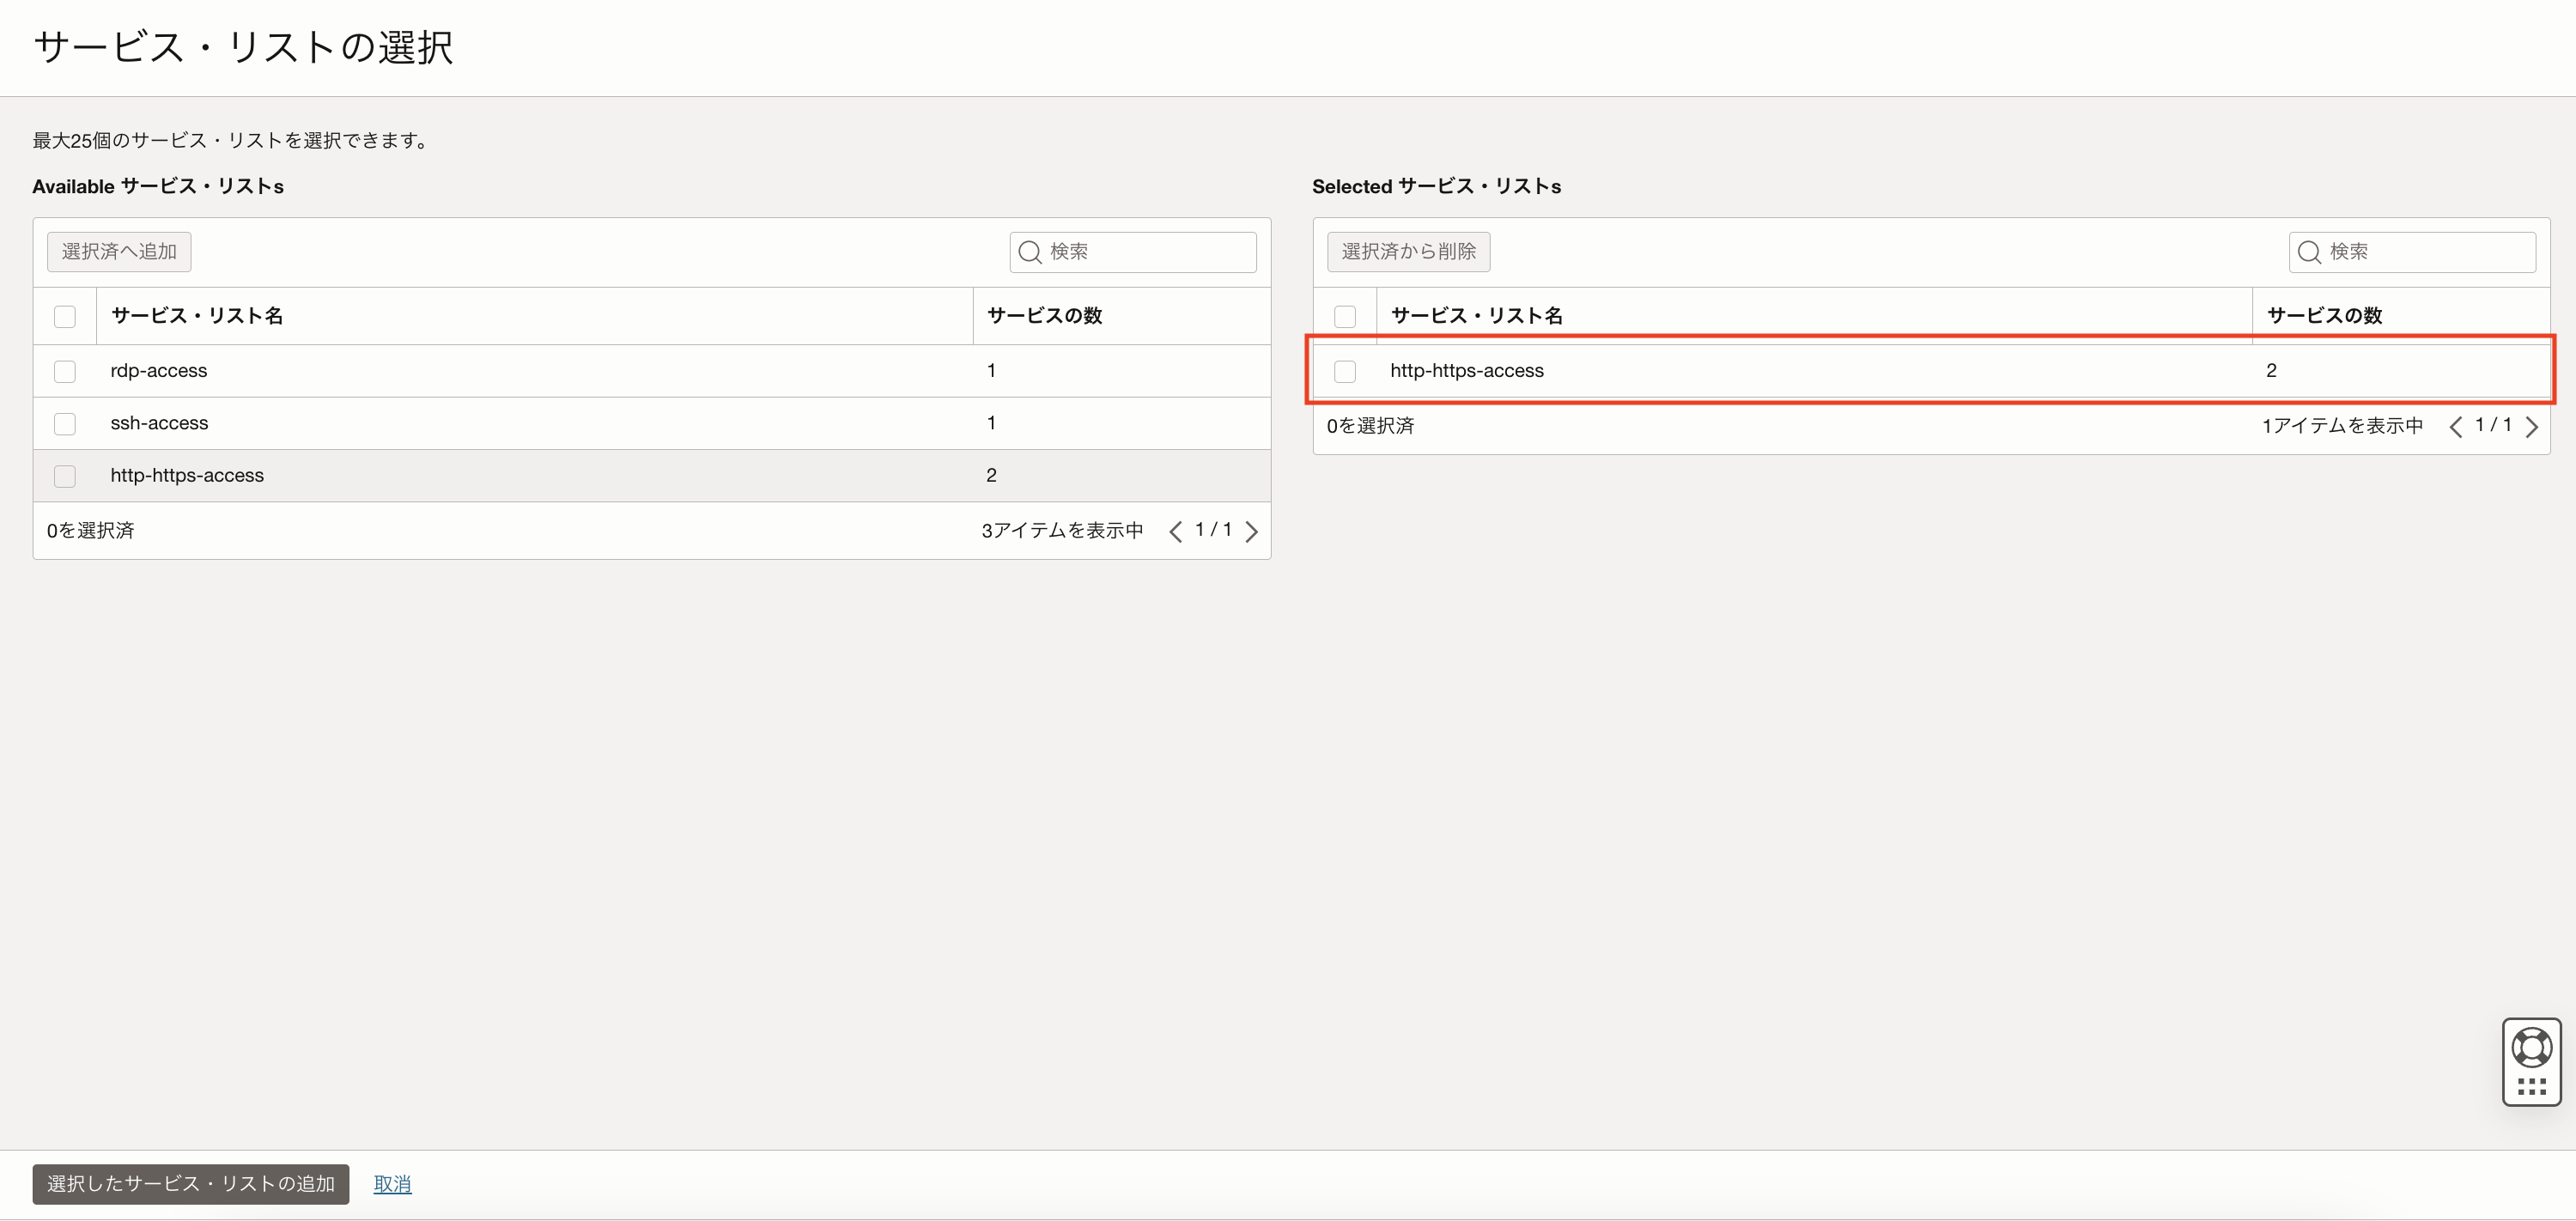 サービス・リストの選択
最大25個のサービス・リストを選択できます。
Available サービス・リストs
選択済へ追加
検索
サービス・リスト名 サービスの数
rdp-access 1
ssh-access 1
http-https-access 2
0を選択済 3アイテムを表示中 1 / 1
Selected サービス・リストs
選択済から削除
検索
サービス・リスト名 サービスの数
http-https-access 2
0を選択済 1アイテムを表示中 1 / 1
選択したサービス・リストの追加 取消